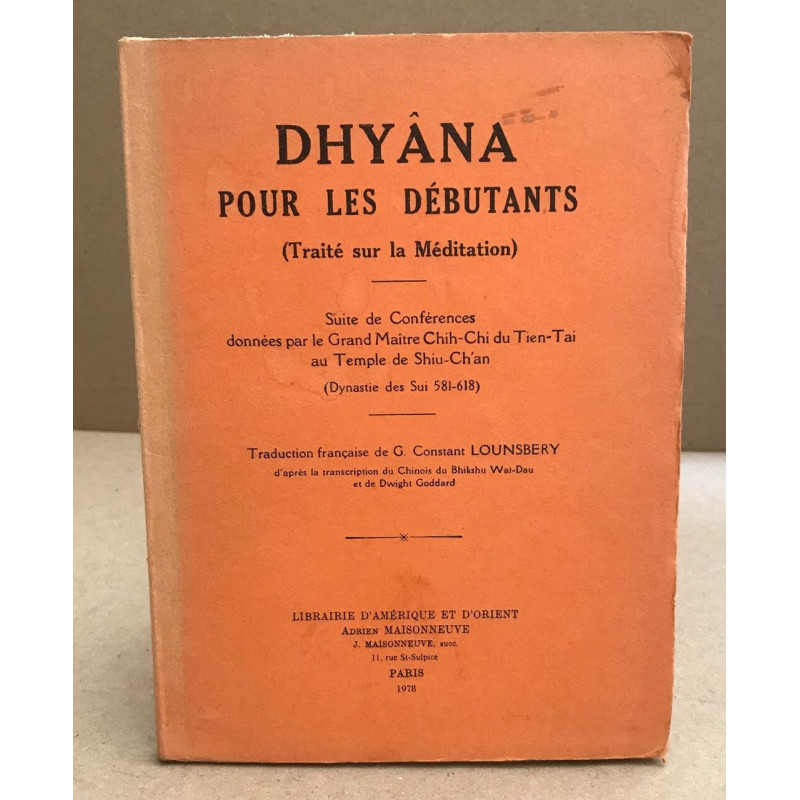 DHYÂNA
POUR LES DÉBUTANTS
(Traité sur la Méditation)
Suite de Conférences
données par le Grand Maître Chih-Chi du Tien-Tai
au Temple de Shiu-Ch'an
(Dynastie des Sui 581-618)
Traduction française de G. Constant LOUNSBERY
d'après la transcription du Chinois du Bhikshu Wai-Dau
et de Dwight Goddard
LIBRAIRIE D'AMÉRIQUE ET D'ORIENT
ADRIEN MAISONNEUVE
J. MAISONNEUVE, succ.
11, rue St-Sulpice
PARIS
1978